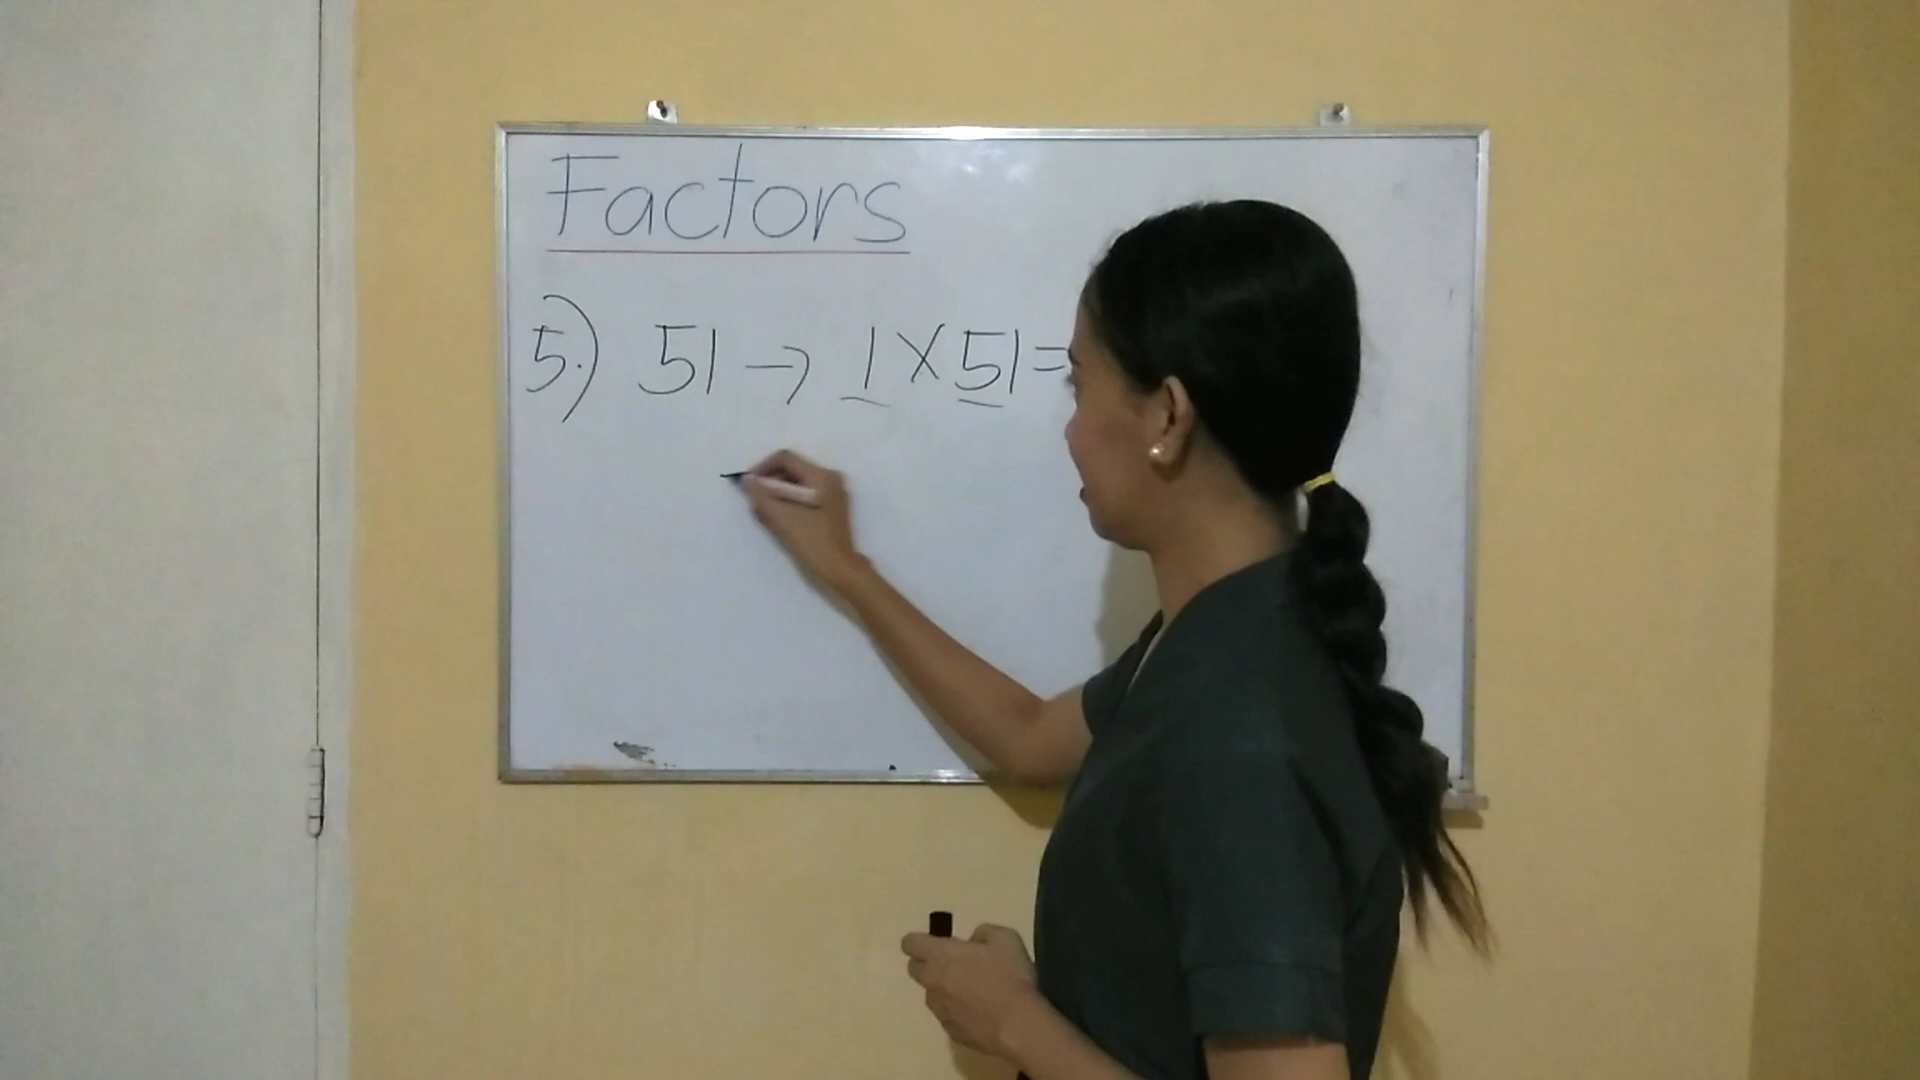 Factors
5.) 51 → 1 X 51 =